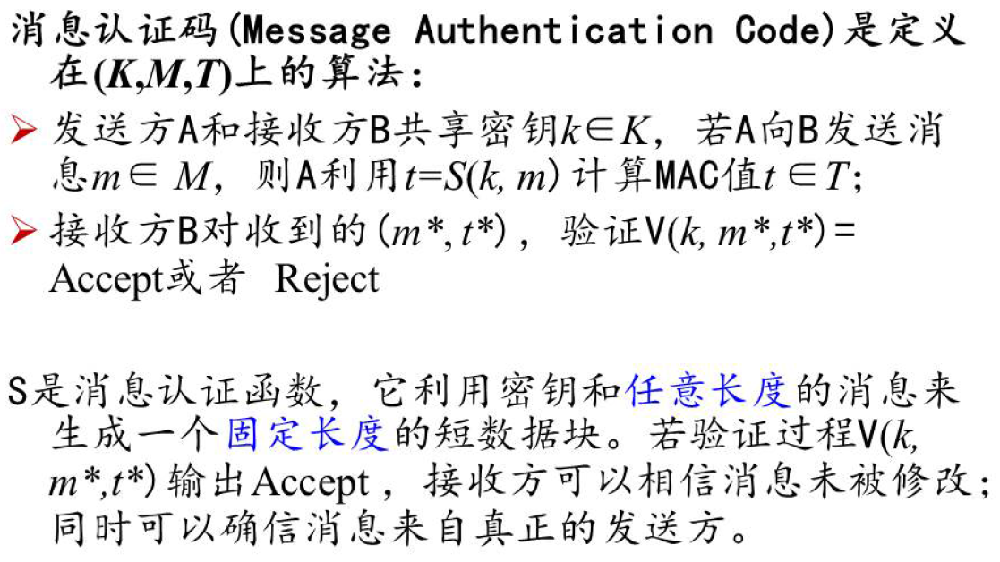 消息认证码(Message Authentication Code)是定义
在(K,M,T)上的算法：
➢ 发送方A和接收方B共享密钥k∈K，若A向B发送消
息m∈ M，则A利用t=S(k, m)计算MAC值t ∈T；
➢ 接收方B对收到的(m*, t*)，验证V(k, m*,t*)=
Accept或者 Reject
S是消息认证函数，它利用密钥和任意长度的消息来
生成一个固定长度的短数据块。若验证过程V(k,
m*,t*)输出Accept，接收方可以相信消息未被修改；
同时可以确信消息来自真正的发送方。